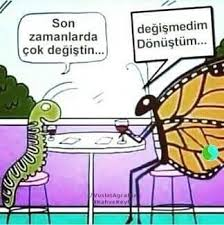 Son
zamanlarda
çok değiştin...
değişmedim
Dönüştüm...